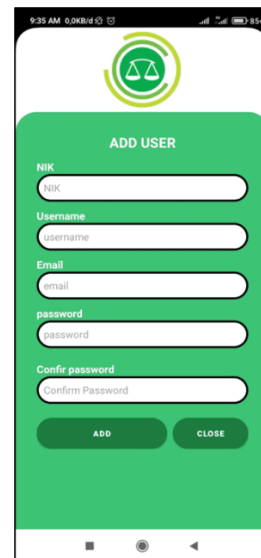 9:35 AM 0,0KB/d 85
ADD USER
NIK
NIK
Username
username
Email
email
password
password
Confir password
Confirm Password
ADD CLOSE